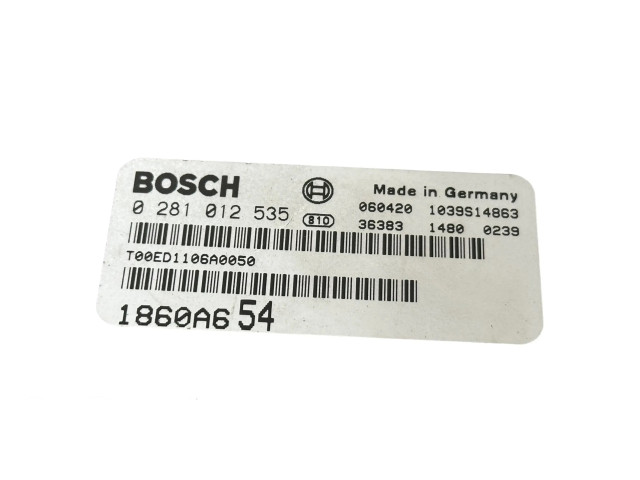 BOSCH Made in Germany
0 281 012 535 810 060420 1039S14863
36383 1480 0239
T00ED1106A0050
1860A654